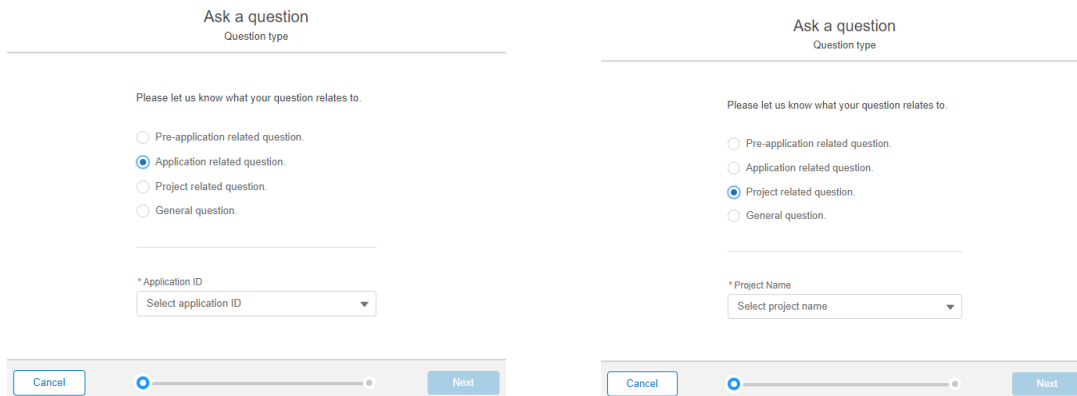 Ask a question
Question type
Please let us know what your question relates to.
Pre-application related question.
Application related question.
Project related question.
General question.
* Application ID
Select application ID
Cancel
Next
Ask a question
Question type
Please let us know what your question relates to.
Pre-application related question.
Application related question.
Project related question.
General question.
* Project Name
Select project name
Cancel
Next